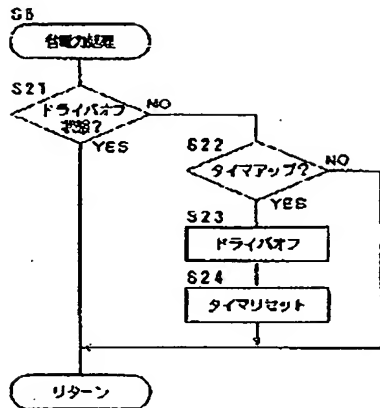 S5
台電力処理
S21
ドライバオフ
状態?
NO
YES
S22
タイマアップ?
NO
YES
S23
ドライバオフ
S24
タイマリセット
リターン